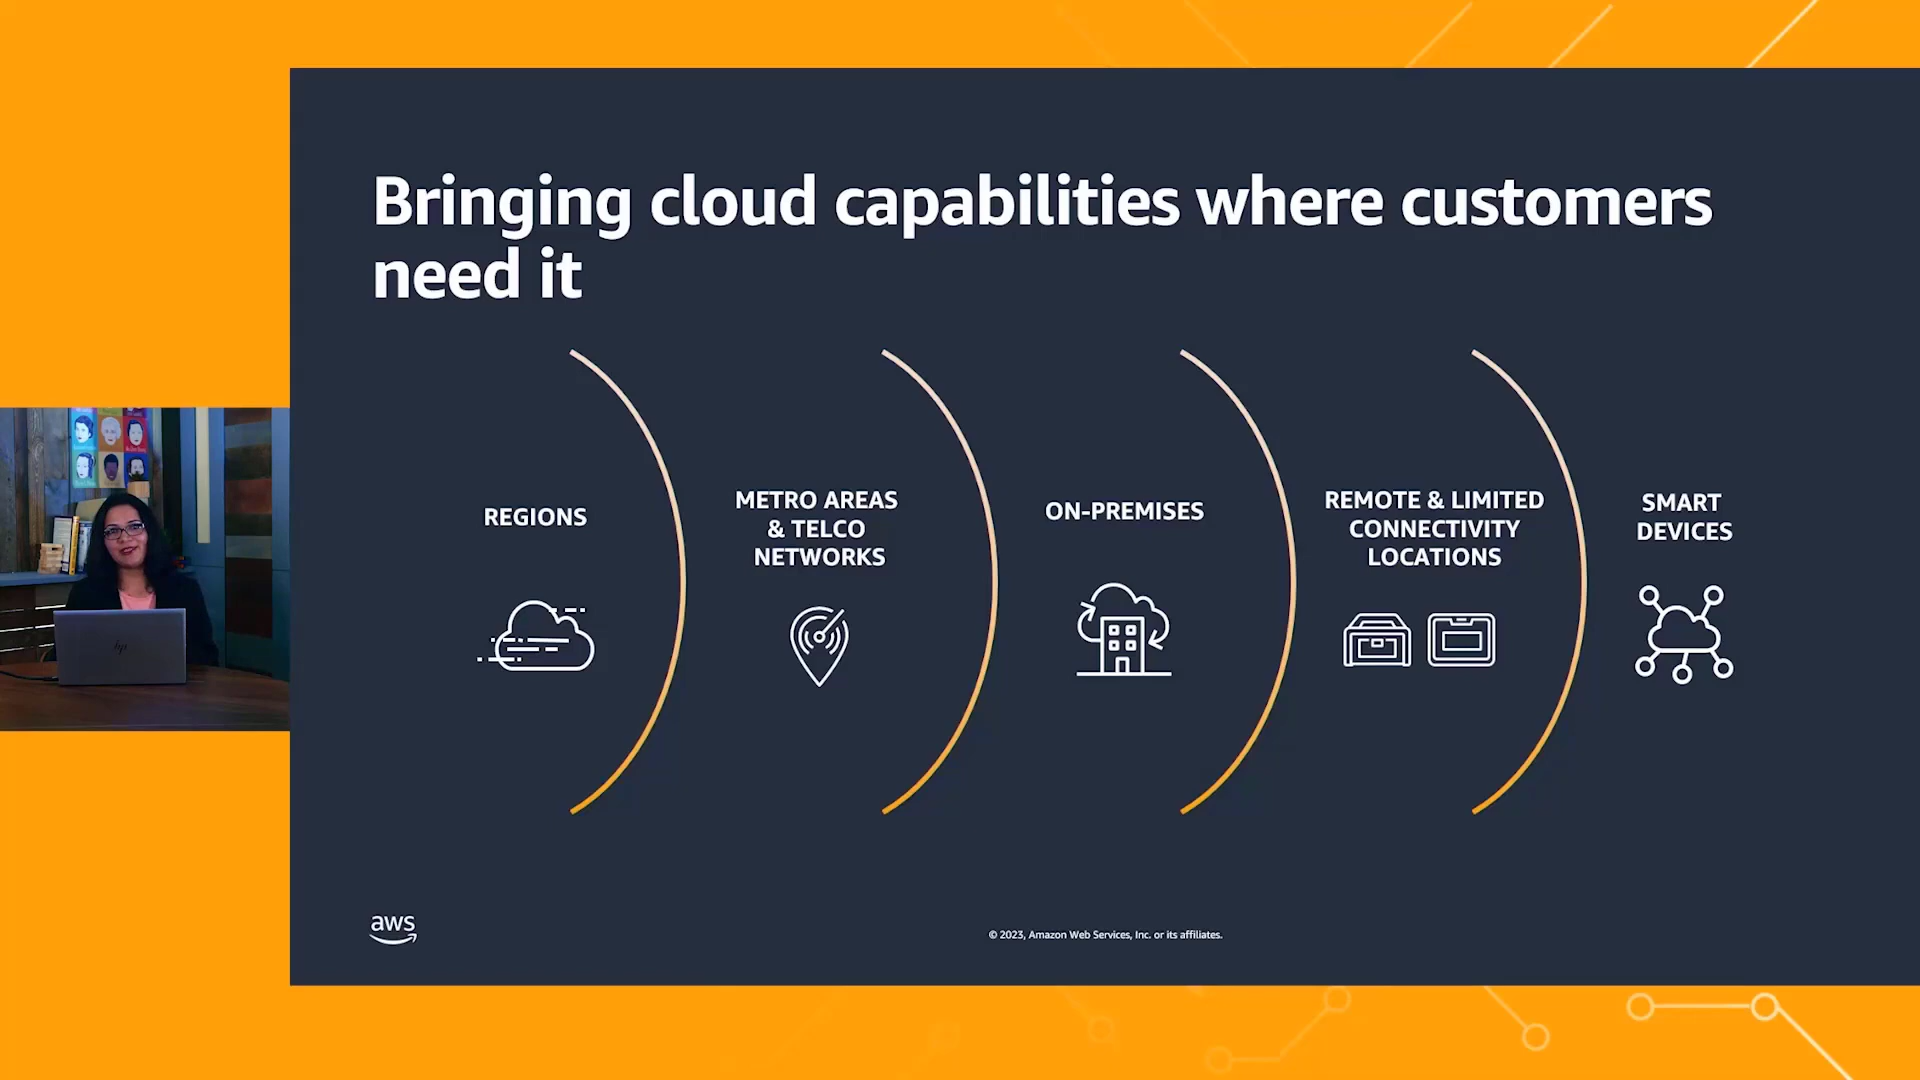 Bringing cloud capabilities where customers
need it
REGIONS
METRO AREAS
& TELCO
NETWORKS
ON-PREMISES
REMOTE & LIMITED
CONNECTIVITY
LOCATIONS
SMART
DEVICES
hp
aws
© 2023, Amazon Web Services, Inc. or its affiliates.